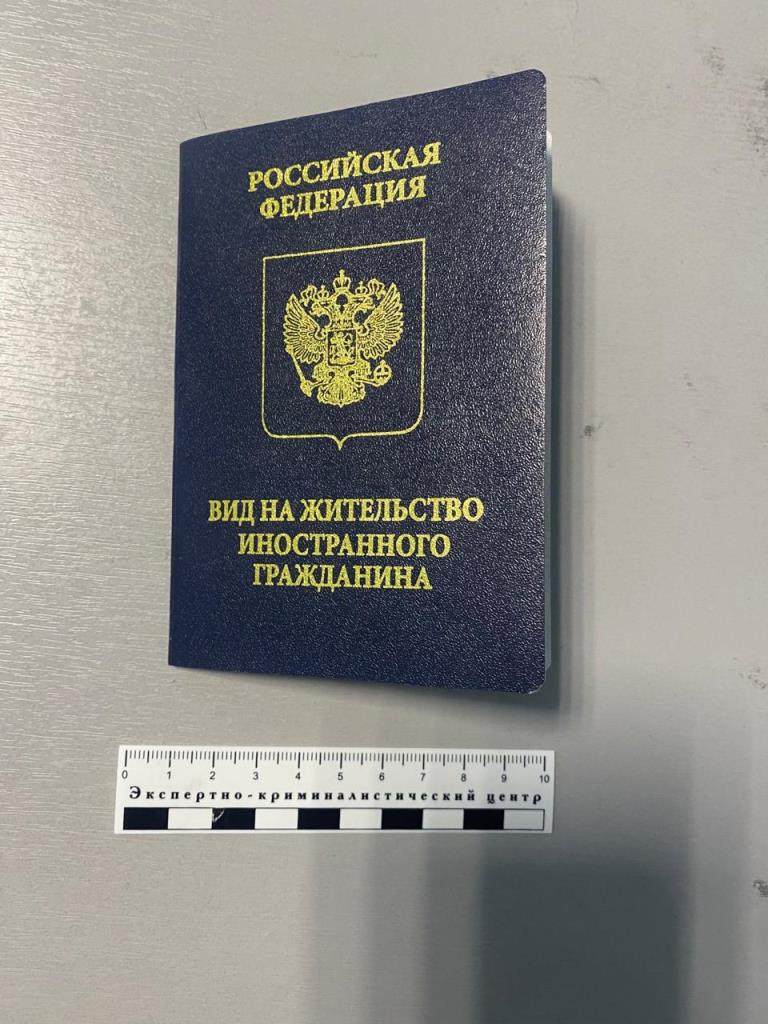 РОССИЙСКАЯ
ФЕДЕРАЦИЯ
ВИД НА ЖИТЕЛЬСТВО
ИНОСТРАННОГО
ГРАЖДАНИНА
0 1 2 3 4 5 6 7 8 9 10
Экспертно-криминалистический центр